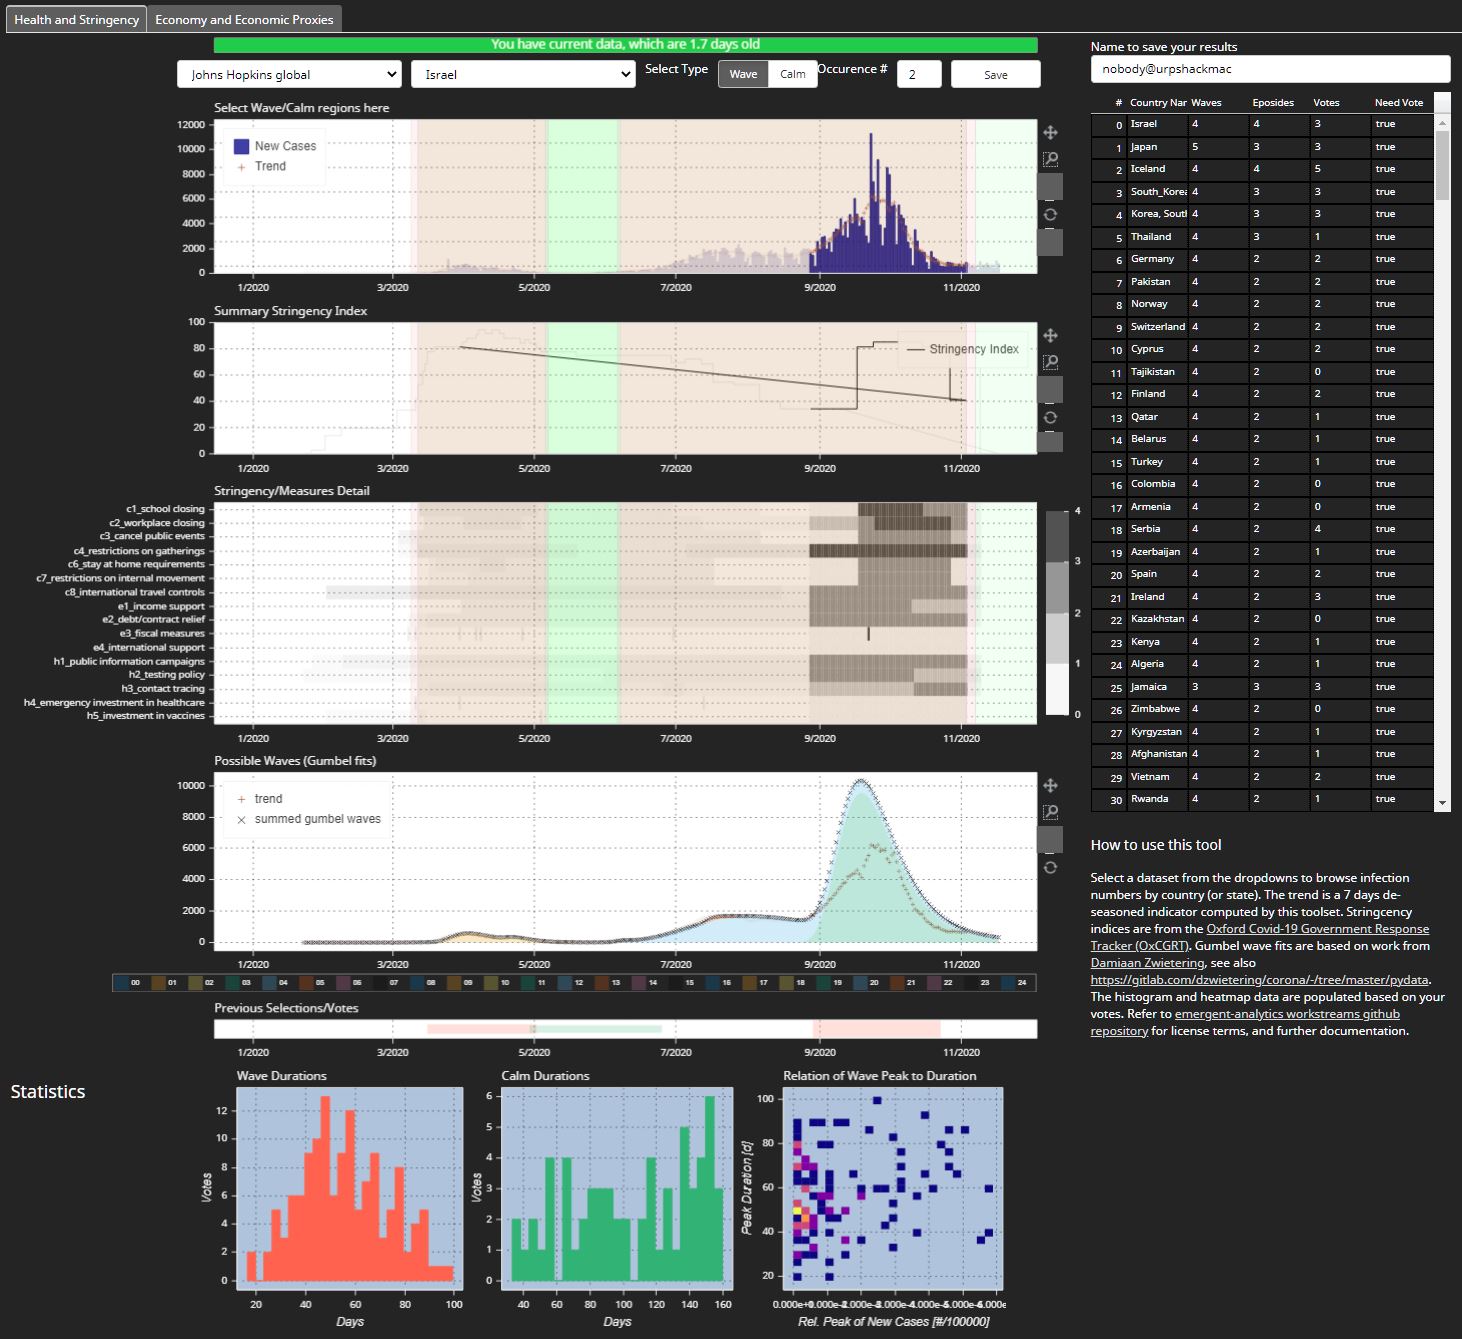 Health and Stringency
Economy and Economic Proxies
You have current data, which are 1.7 days old
Johns Hopkins global
Israel
Select Type
Wave
Calm
Occurence #
2
Save
Name to save your results
nobody@urpshackmac
Select Wave/Calm regions here
New Cases
Trend
12000
10000
8000
6000
4000
2000
0
1/2020 3/2020 5/2020 7/2020 9/2020 11/2020
Summary Stringency Index
Stringency Index
100
80
60
40
20
0
1/2020 3/2020 5/2020 7/2020 9/2020 11/2020
Stringency/Measures Detail
c1_school closing
c2_workplace closing
c3_cancel public events
c4_restrictions on gatherings
c6_stay at home requirements
c7_restrictions on internal movement
c8_international travel controls
e1_income support
e2_debt/contract relief
e3_fiscal measures
e4_international support
h1_public information campaigns
h2_testing policy
h3_contact tracing
h4_emergency investment in healthcare
h5_investment in vaccines
4
3
2
1
0
1/2020 3/2020 5/2020 7/2020 9/2020 11/2020
Possible Waves (Gumbel fits)
trend
summed gumbel waves
10000
8000
6000
4000
2000
0
1/2020 3/2020 5/2020 7/2020 9/2020 11/2020
00 01 02 03 04 05 06 07 08 09 10 11 12 13 14 15 16 17 18 19 20 21 22 23 24
Previous Selections/Votes
1/2020 3/2020 5/2020 7/2020 9/2020 11/2020
# Country Nar Waves Eposides Votes Need Vote
0 Israel 4 4 3 true
1 Japan 5 3 3 true
2 Iceland 4 4 5 true
3 South_Korea 4 3 3 true
4 Korea, South 4 3 3 true
5 Thailand 4 3 1 true
6 Germany 4 2 2 true
7 Pakistan 4 2 2 true
8 Norway 4 2 2 true
9 Switzerland 4 2 2 true
10 Cyprus 4 2 2 true
11 Tajikistan 4 2 0 true
12 Finland 4 2 2 true
13 Qatar 4 2 1 true
14 Belarus 4 2 1 true
15 Turkey 4 2 1 true
16 Colombia 4 2 0 true
17 Armenia 4 2 0 true
18 Serbia 4 2 4 true
19 Azerbaijan 4 2 1 true
20 Spain 4 2 2 true
21 Ireland 4 2 3 true
22 Kazakhstan 4 2 0 true
23 Kenya 4 2 1 true
24 Algeria 4 2 1 true
25 Jamaica 3 3 3 true
26 Zimbabwe 4 2 0 true
27 Kyrgyzstan 4 2 1 true
28 Afghanistan 4 2 1 true
29 Vietnam 4 2 2 true
30 Rwanda 4 2 1 true
How to use this tool
Select a dataset from the dropdowns to browse infection
numbers by country (or state). The trend is a 7 days de-
seasoned indicator computed by this toolset. Stringcency
indices are from the Oxford Covid-19 Government Response
Tracker (OxCGRT). Gumbel wave fits are based on work from
Damiaan Zwietering, see also
https://gitlab.com/dzwietering/corona/-/tree/master/pydata.
The histogram and heatmap data are populated based on your
votes. Refer to emergent-analytics workstreams github
repository for license terms, and further documentation.
Statistics
Wave Durations
Votes
12
10
8
6
4
2
0
20 40 60 80 100
Days
Calm Durations
Votes
6
5
4
3
2
1
0
40 60 80 100 120 140 160
Days
Relation of Wave Peak to Duration
Peak Duration [d]
100
80
60
40
20
Rel. Peak of New Cases [#/100000]